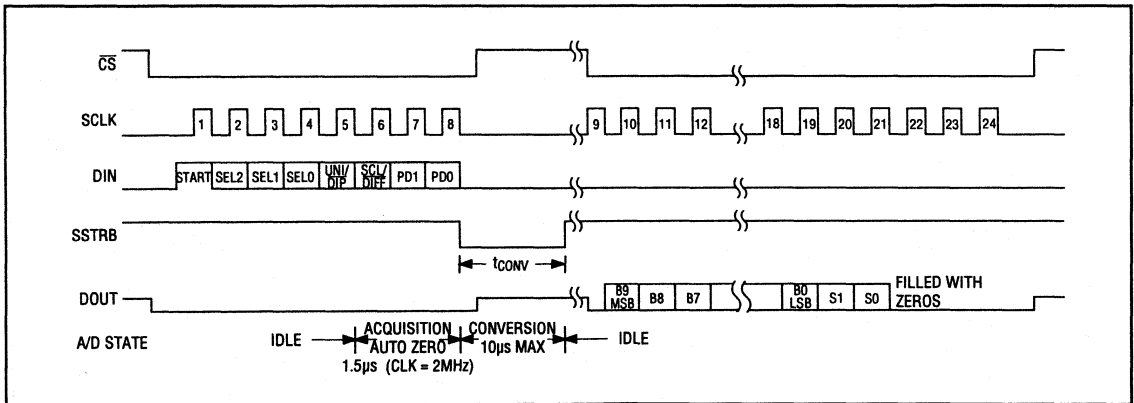 CS
SCLK 1 2 3 4 5 6 7 8 9 10 11 12 18 19 20 21 22 23 24
DIN START SEL2 SEL1 SEL0 UNI/DIP SCL/DIFF PD1 PD0
SSTRB
tCONV
DOUT B9 MSB B8 B7 B0 LSB S1 S0 FILLED WITH ZEROS
A/D STATE IDLE ACQUISITION AUTO ZERO CONVERSION 10µs MAX IDLE
1.5µs (CLK = 2MHz)